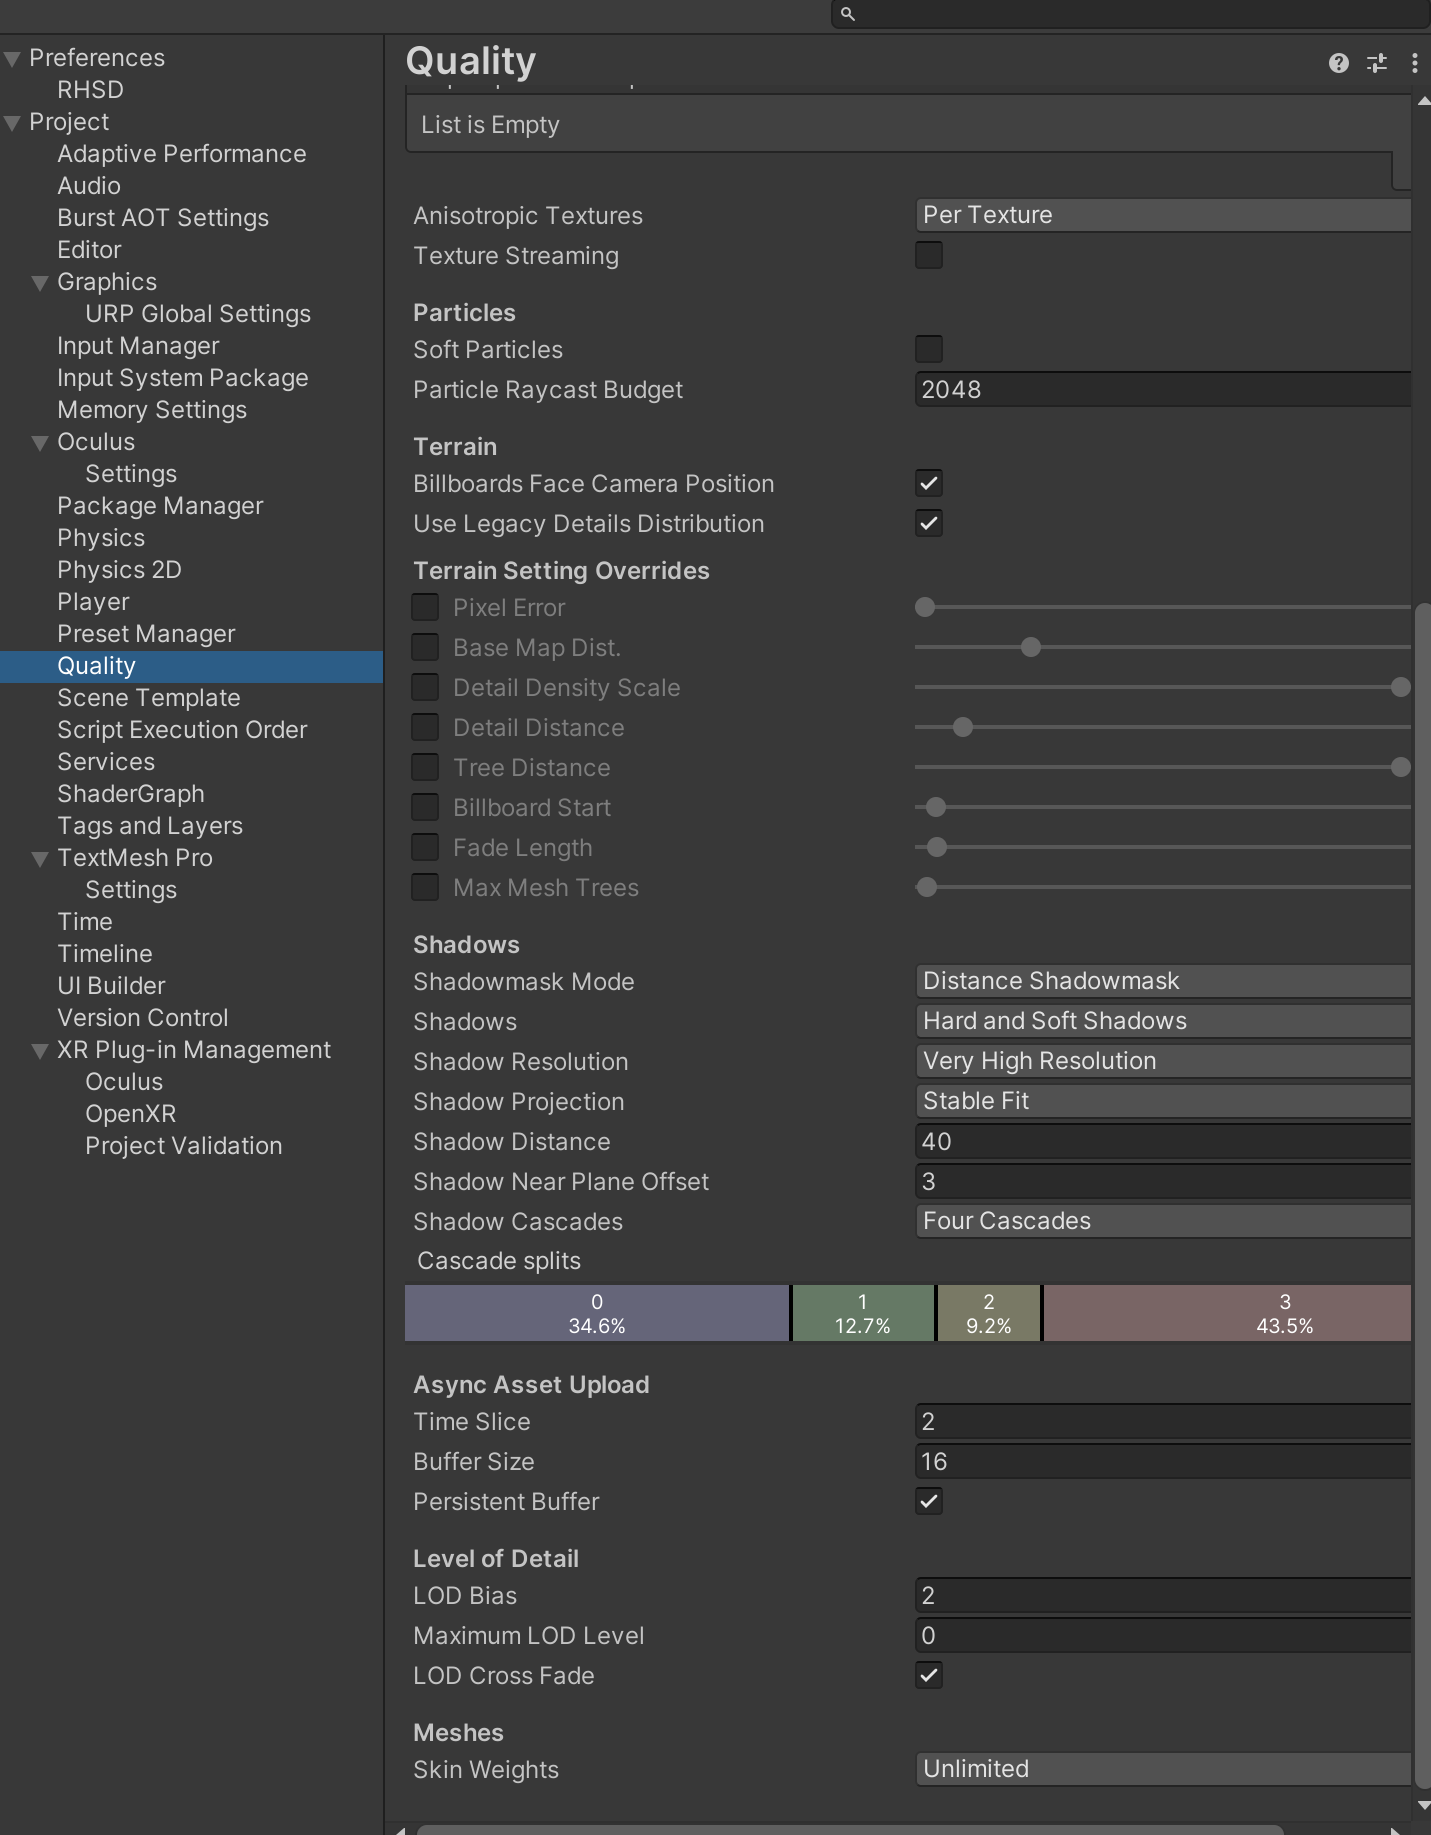 Preferences
RHSD
Project
Adaptive Performance
Audio
Burst AOT Settings
Editor
Graphics
URP Global Settings
Input Manager
Input System Package
Memory Settings
Oculus
Settings
Package Manager
Physics
Physics 2D
Player
Preset Manager
Quality
Scene Template
Script Execution Order
Services
ShaderGraph
Tags and Layers
TextMesh Pro
Settings
Time
Timeline
UI Builder
Version Control
XR Plug-in Management
Oculus
OpenXR
Project Validation
Quality
List is Empty
Anisotropic Textures Per Texture
Texture Streaming
Particles
Soft Particles
Particle Raycast Budget 2048
Terrain
Billboards Face Camera Position
Use Legacy Details Distribution
Terrain Setting Overrides
Pixel Error
Base Map Dist.
Detail Density Scale
Detail Distance
Tree Distance
Billboard Start
Fade Length
Max Mesh Trees
Shadows
Shadowmask Mode Distance Shadowmask
Shadows Hard and Soft Shadows
Shadow Resolution Very High Resolution
Shadow Projection Stable Fit
Shadow Distance 40
Shadow Near Plane Offset 3
Shadow Cascades Four Cascades
Cascade splits
0 1 2 3
34.6% 12.7% 9.2% 43.5%
Async Asset Upload
Time Slice 2
Buffer Size 16
Persistent Buffer
Level of Detail
LOD Bias 2
Maximum LOD Level 0
LOD Cross Fade
Meshes
Skin Weights Unlimited